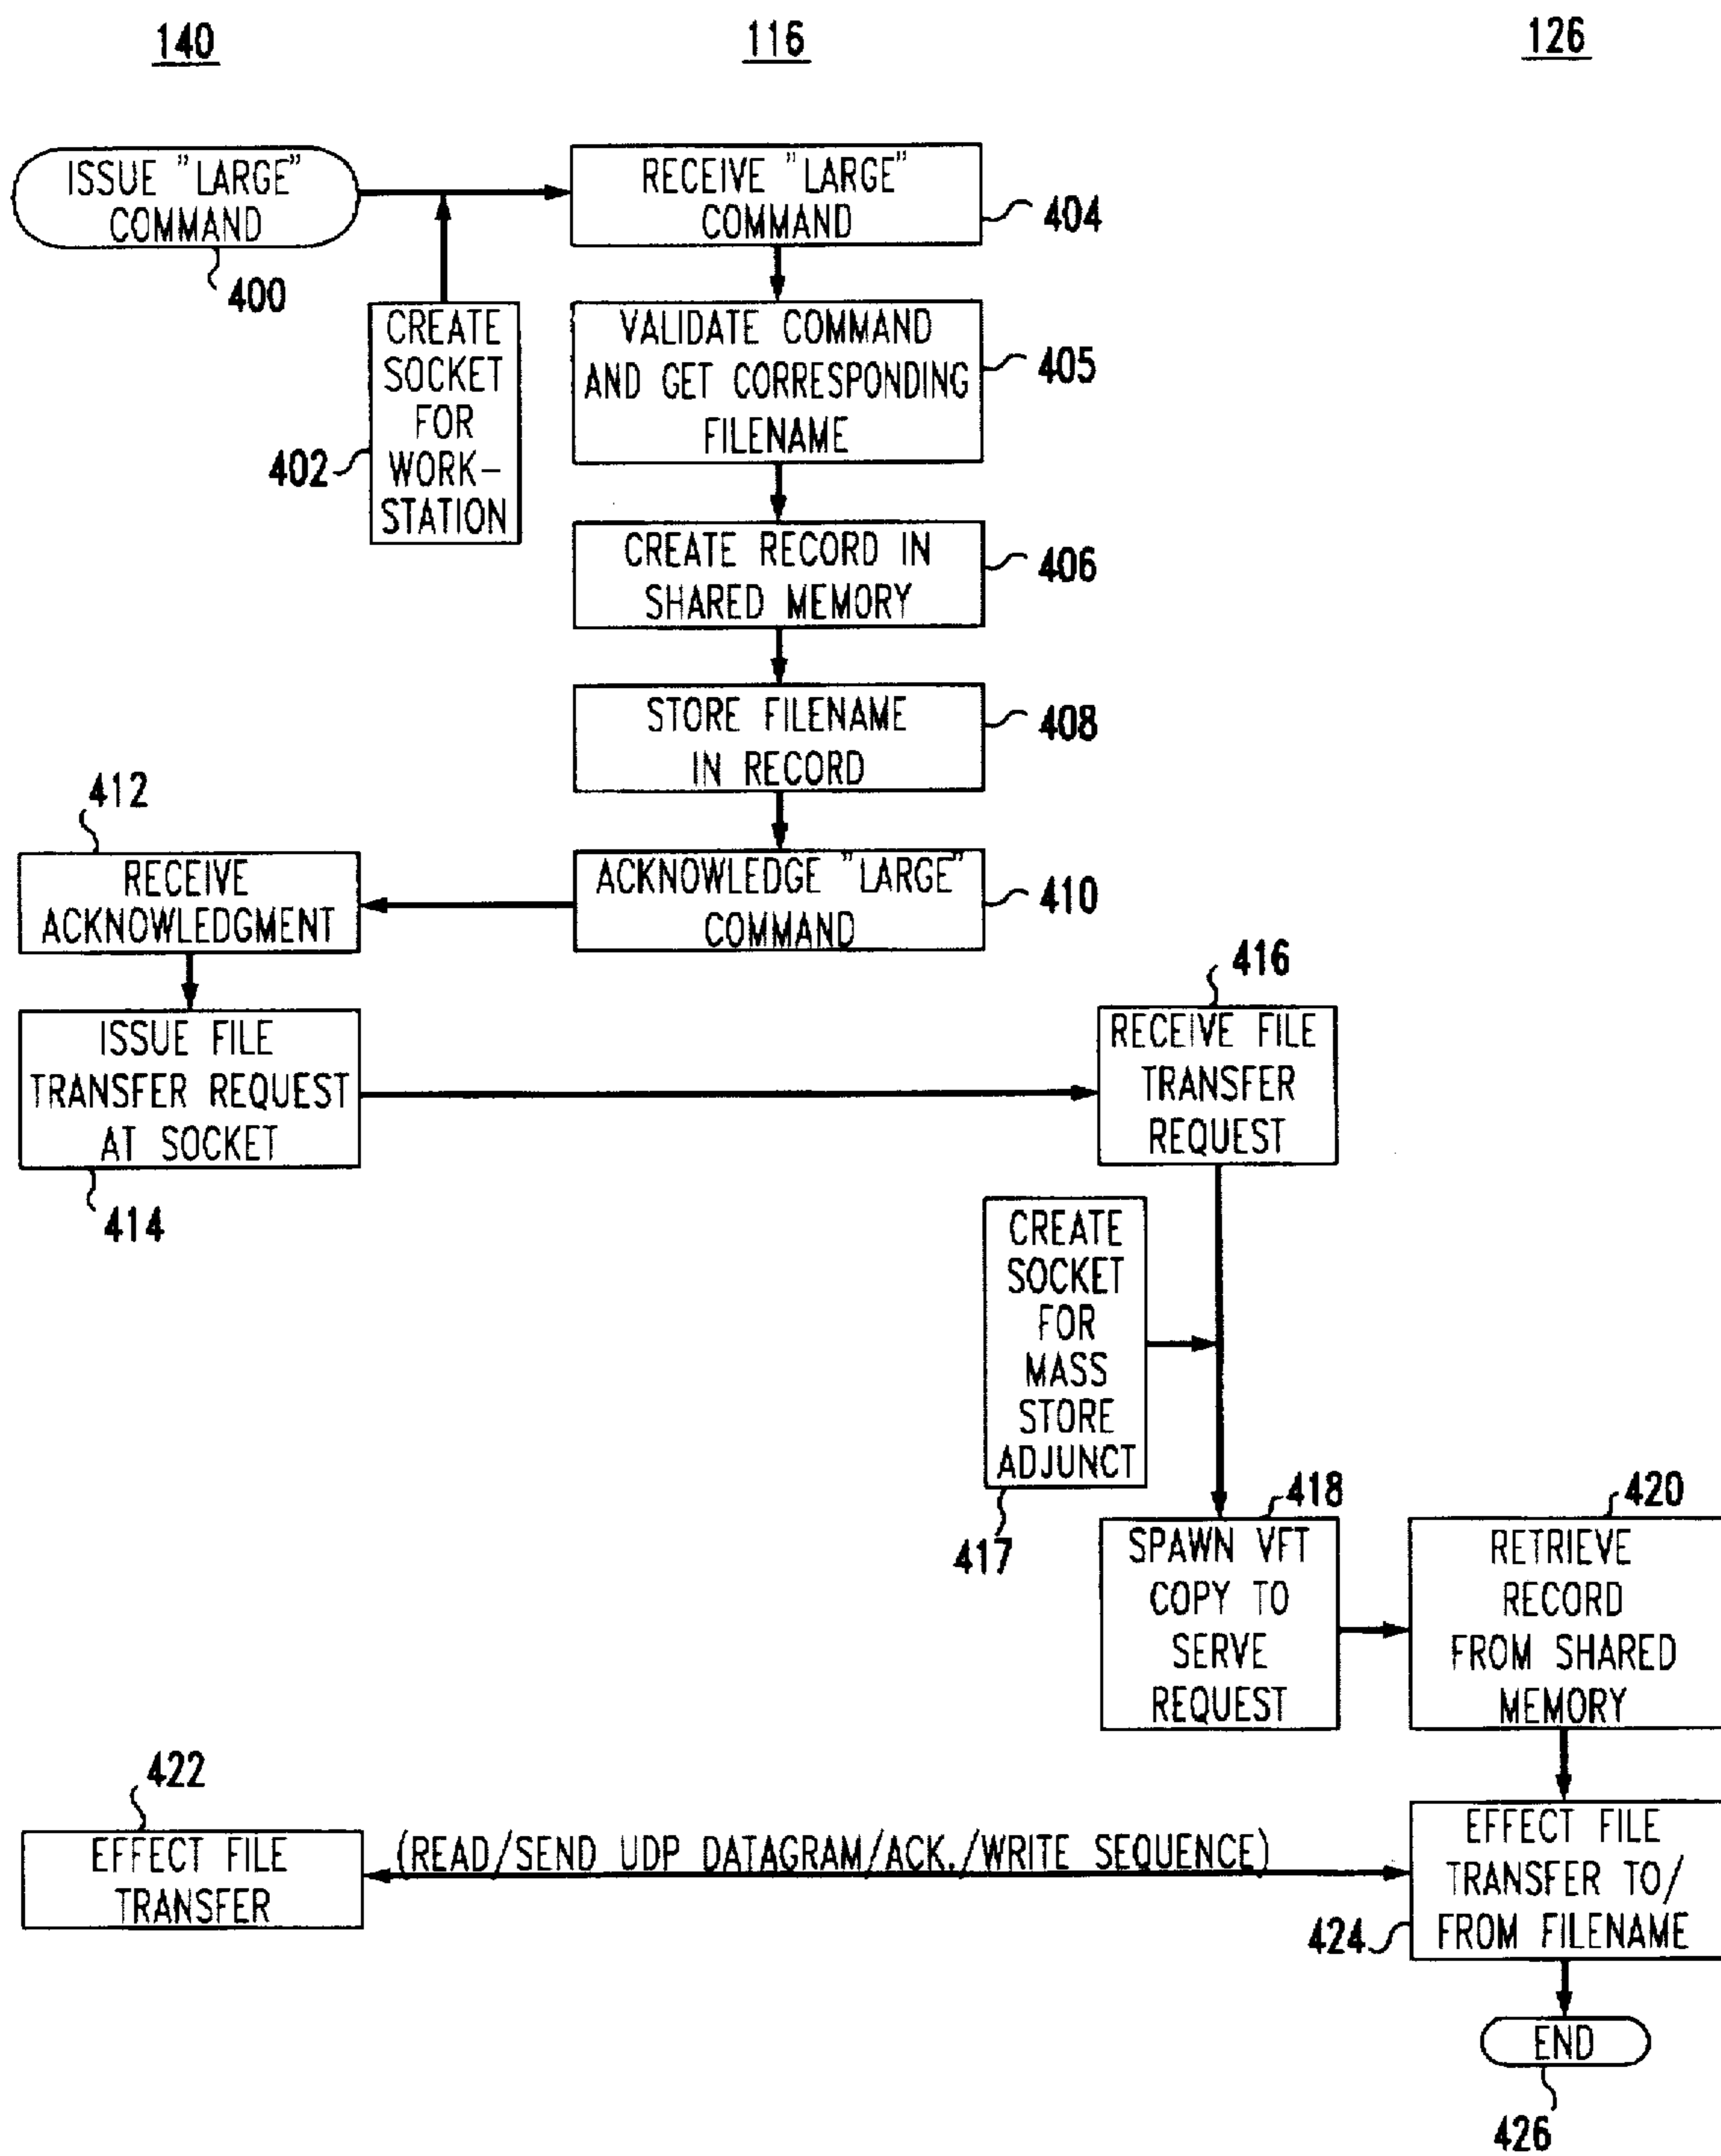 140
116
126
ISSUE "LARGE"
COMMAND
400
CREATE
SOCKET
FOR
WORK-
STATION
402
RECEIVE "LARGE"
COMMAND
404
VALIDATE COMMAND
AND GET CORRESPONDING
FILENAME
405
CREATE RECORD IN
SHARED MEMORY
406
STORE FILENAME
IN RECORD
408
ACKNOWLEDGE "LARGE"
COMMAND
410
412
RECEIVE
ACKNOWLEDGMENT
ISSUE FILE
TRANSFER REQUEST
AT SOCKET
414
416
RECEIVE FILE
TRANSFER
REQUEST
CREATE
SOCKET
FOR
MASS
STORE
ADJUNCT
417
418
SPAWN VFT
COPY TO
SERVE
REQUEST
420
RETRIEVE
RECORD
FROM SHARED
MEMORY
422
EFFECT FILE
TRANSFER
(READ/SEND UDP DATAGRAM/ACK./WRITE SEQUENCE)
EFFECT FILE
TRANSFER TO/
FROM FILENAME
424
END
426